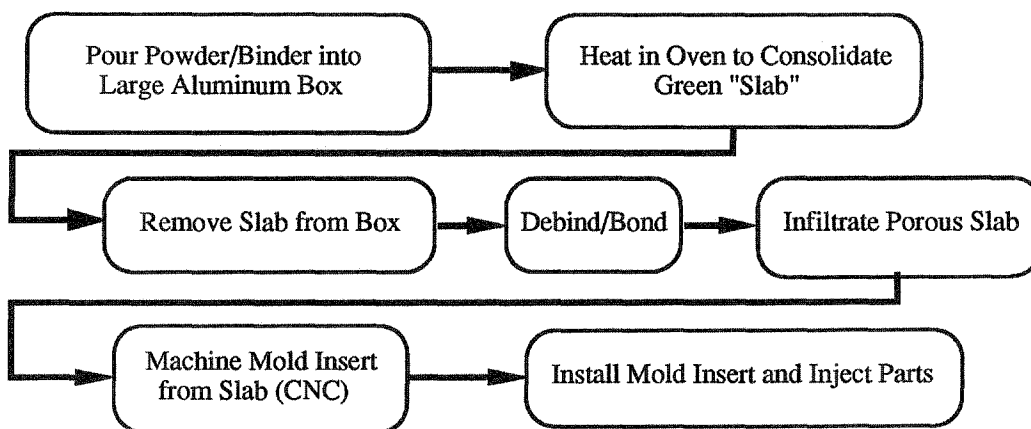 Pour Powder/Binder into
Large Aluminum Box
Heat in Oven to Consolidate
Green "Slab"
Remove Slab from Box
Debind/Bond
Infiltrate Porous Slab
Machine Mold Insert
from Slab (CNC)
Install Mold Insert and Inject Parts